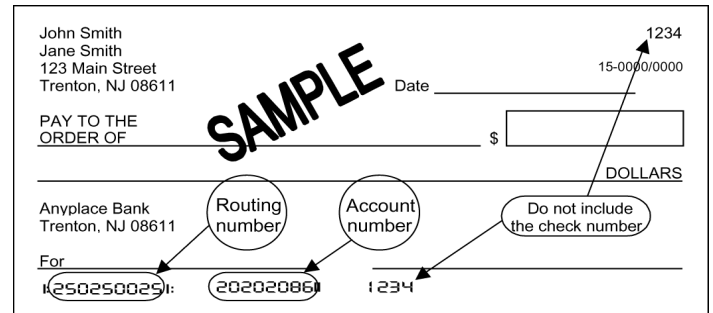 John Smith 1234
Jane Smith
123 Main Street 15-0000/0000
Trenton, NJ 08611 Date
SAMPLE
PAY TO THE
ORDER OF $
DOLLARS
Anyplace Bank
Trenton, NJ 08611
Routing
number
Account
number
Do not include
the check number
For
⑆250250025⑆ 20202086⑈ 1234